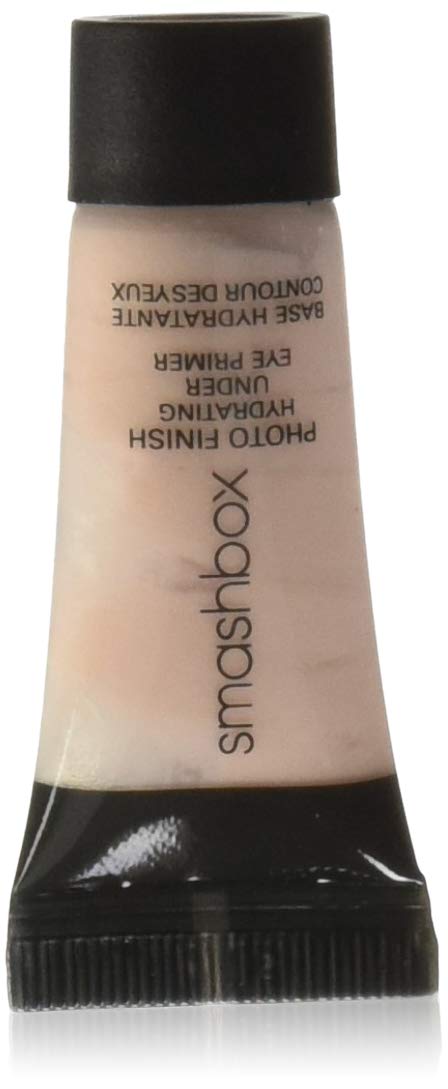 smashbox
PHOTO FINISH
HYDRATING
UNDER
EYE PRIMER
BASE HYDRATANTE
CONTOUR DESYEUX